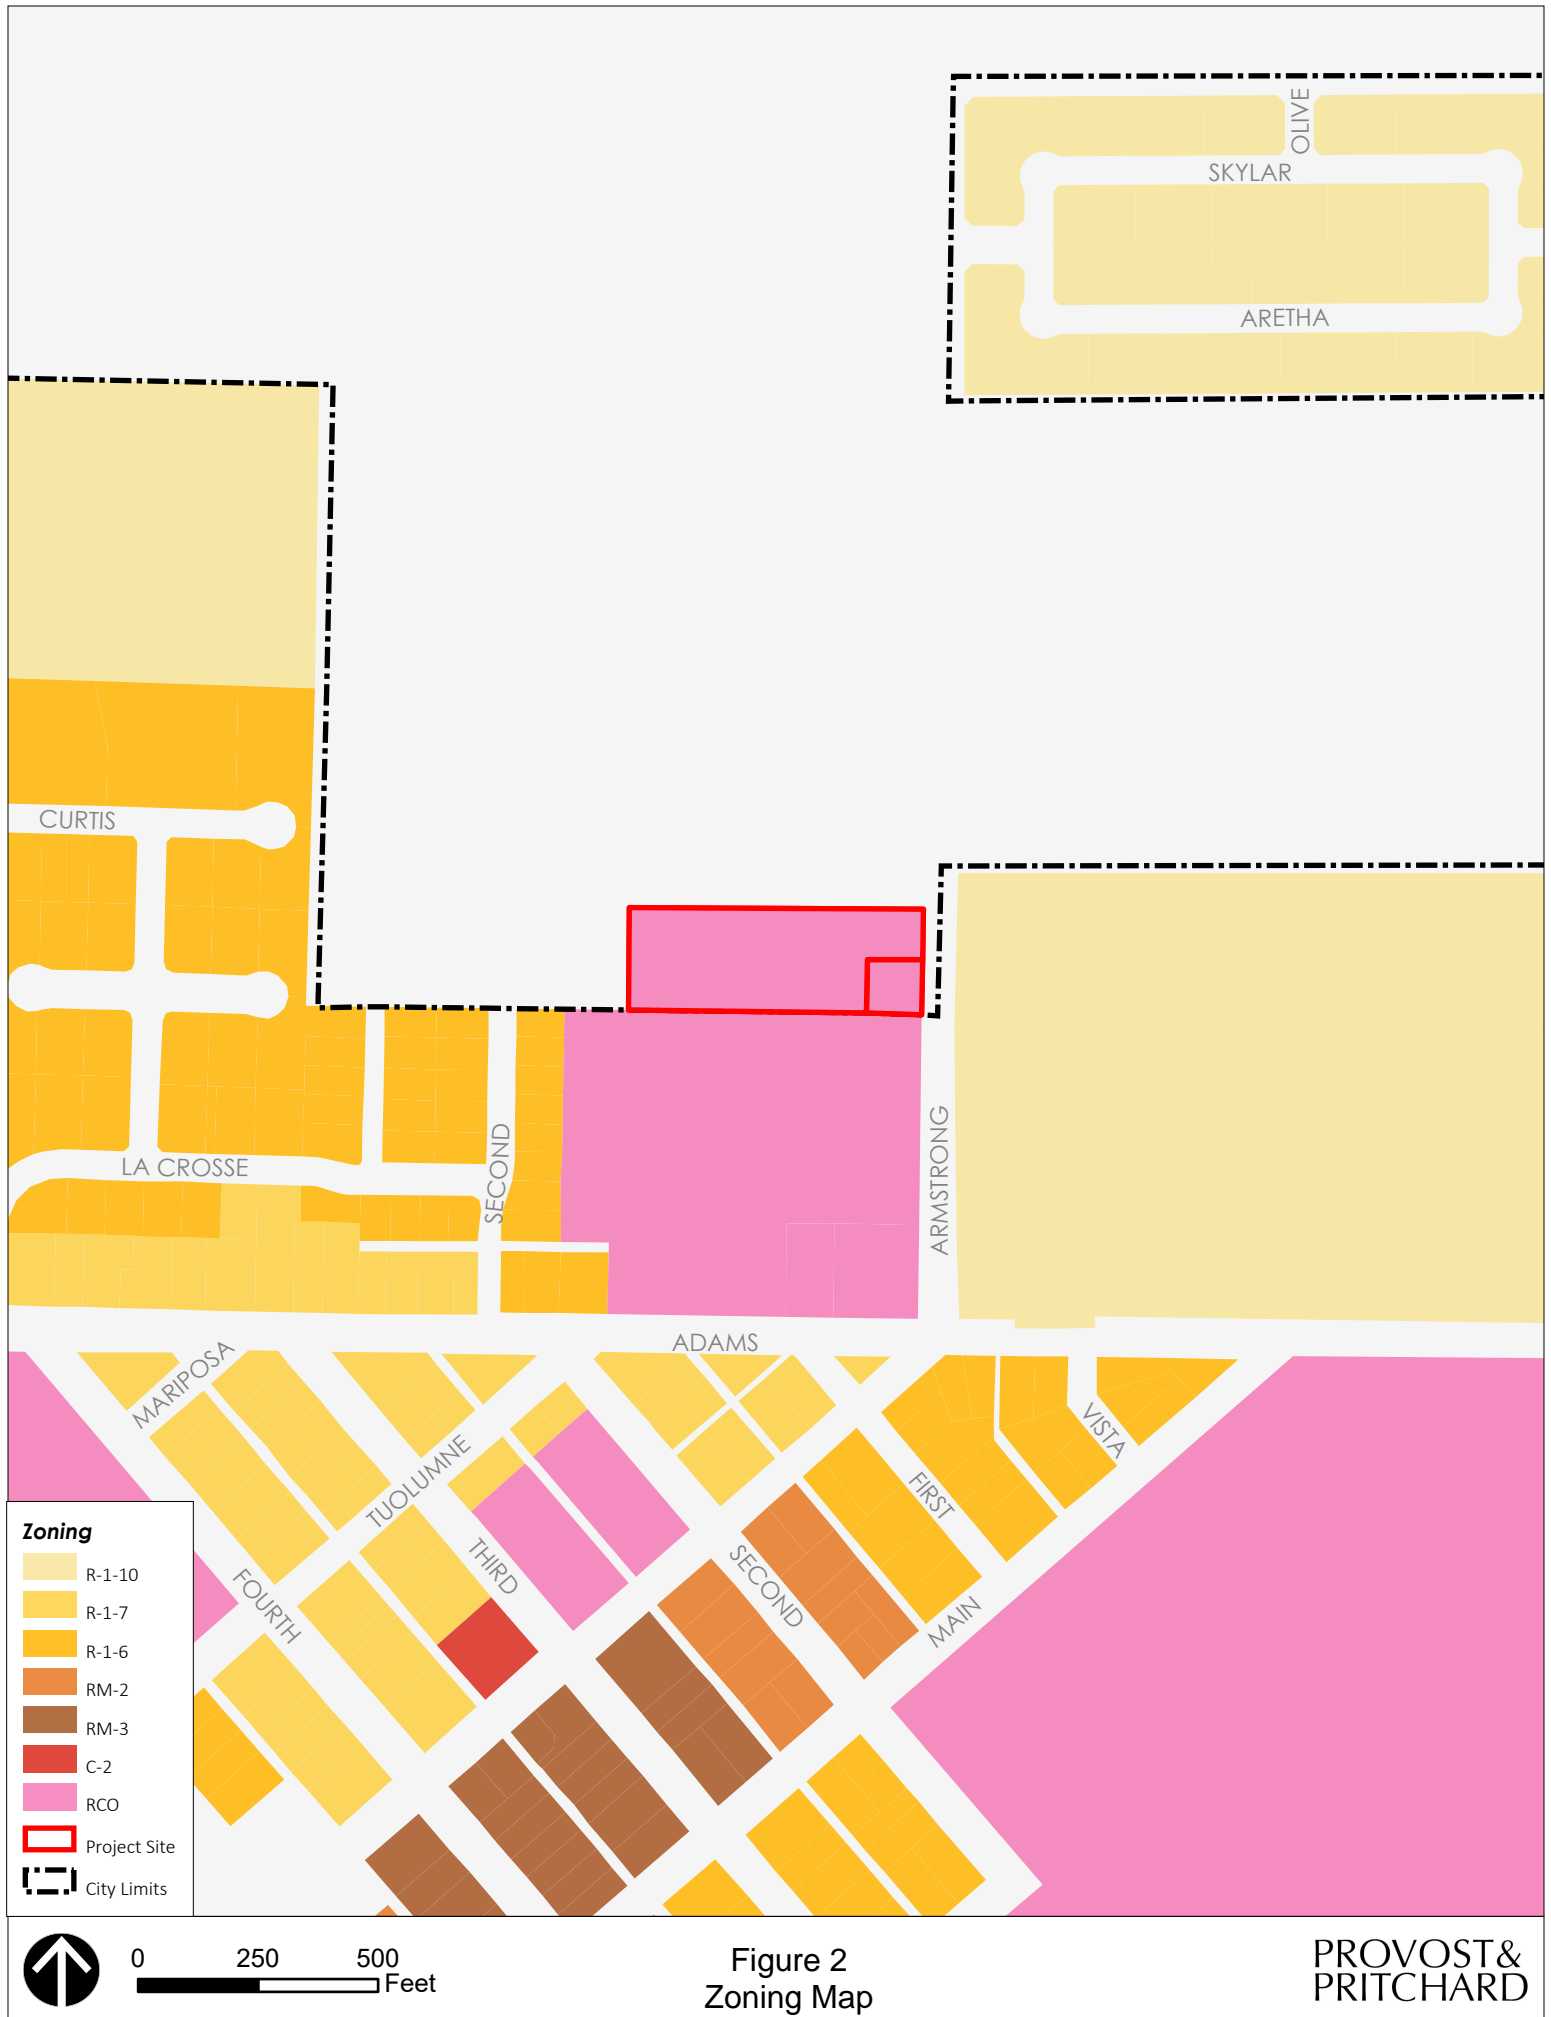 OLIVE
SKYLAR
ARETHA
CURTIS
LA CROSSE
SECOND
ARMSTRONG
ADAMS
MARIPOSA
TUOLUMNE
VISTA
FIRST
THIRD
SECOND
FOURTH
MAIN
Zoning
R-1-10
R-1-7
R-1-6
RM-2
RM-3
C-2
RCO
Project Site
City Limits
0 250 500
Feet
Figure 2
Zoning Map
PROVOST&
PRITCHARD